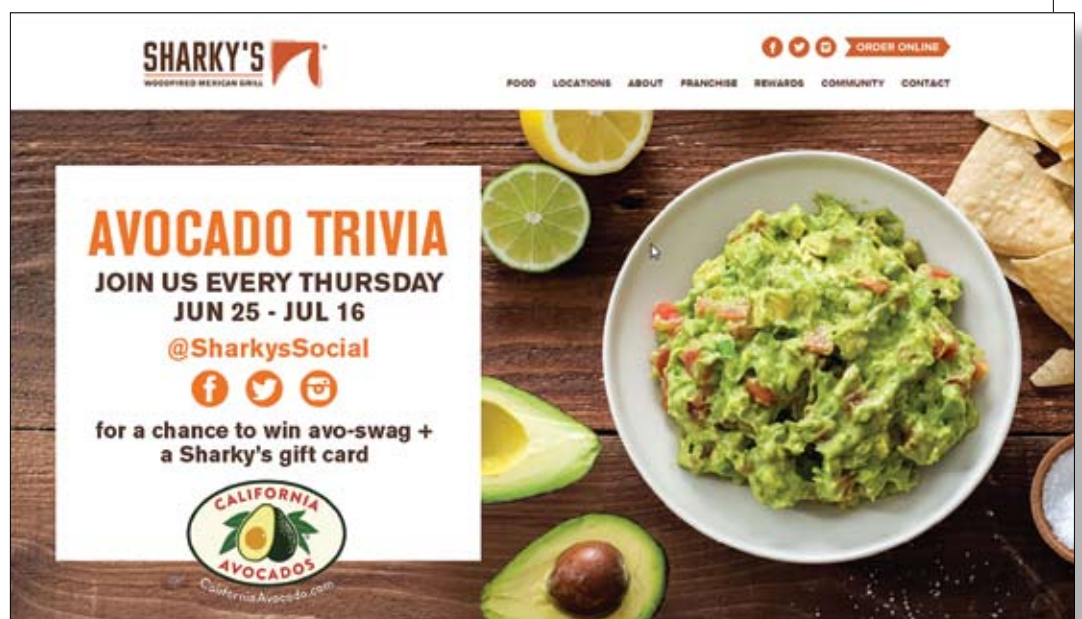 SHARKY'S
WOODFIRED MEXICAN GRILL
ORDER ONLINE
FOOD LOCATIONS ABOUT FRANCHISE REWARDS COMMUNITY CONTACT
AVOCADO TRIVIA
JOIN US EVERY THURSDAY
JUN 25 - JUL 16
@SharkysSocial
for a chance to win avo-swag +
a Sharky's gift card
CALIFORNIA
AVOCADOS
CaliforniaAvocado.com